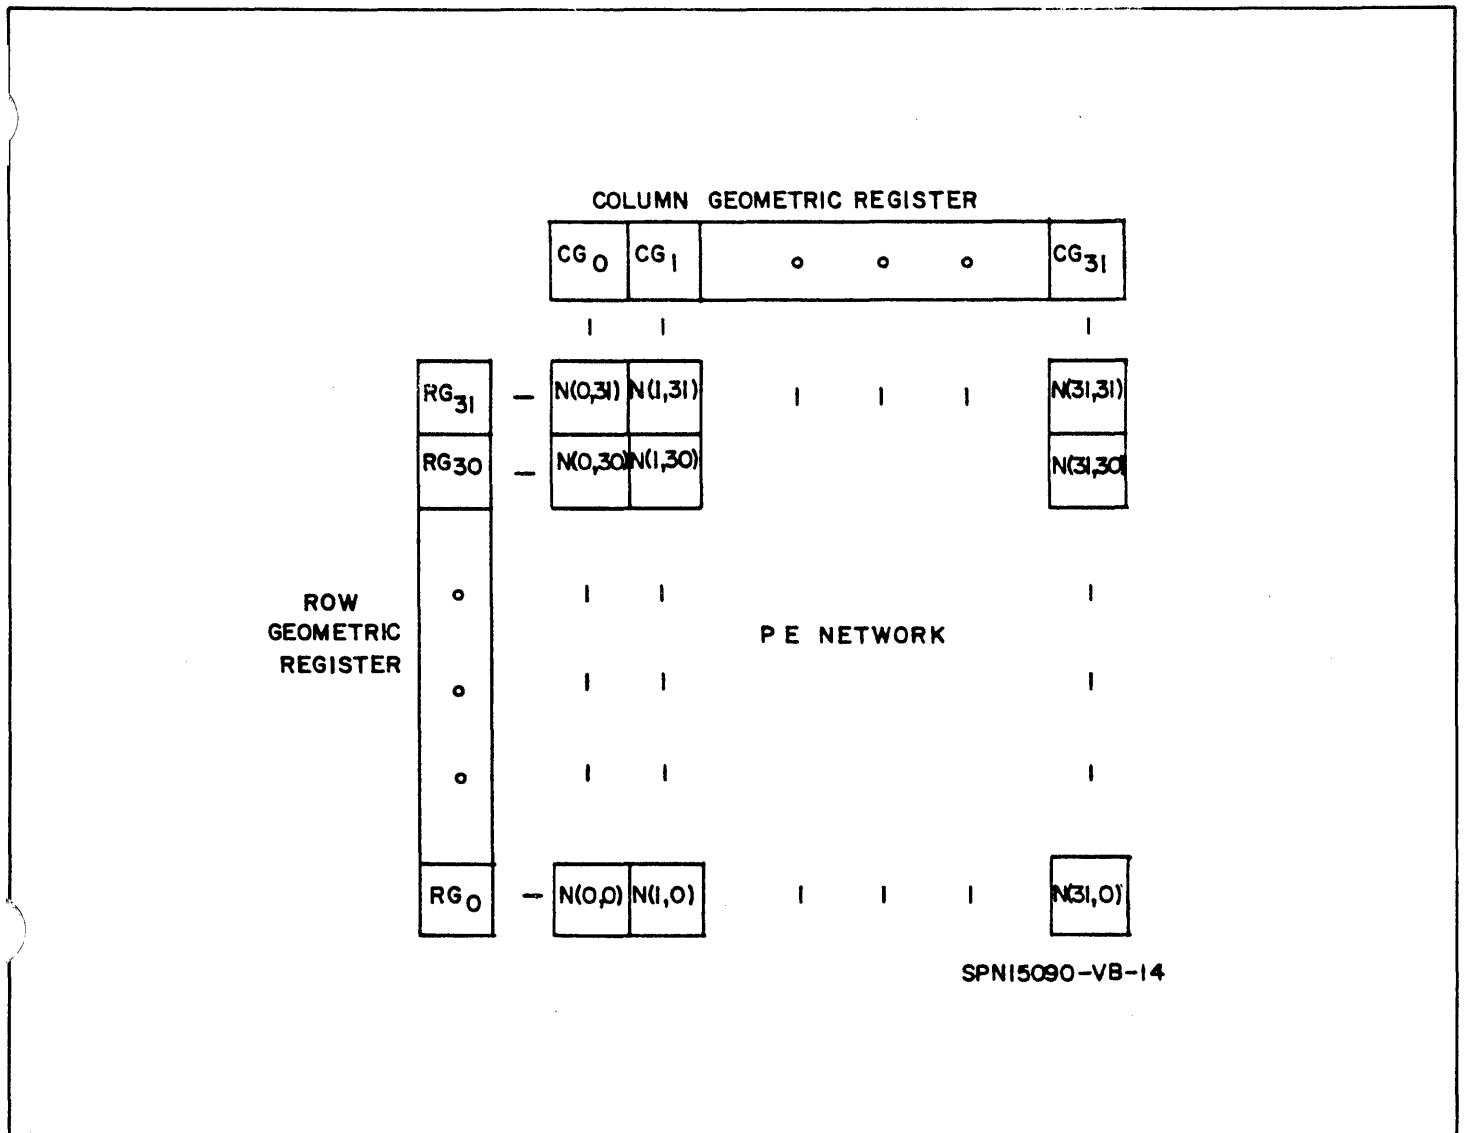 COLUMN GEOMETRIC REGISTER
CG0 CG1 CG31
RG31 N(0,31) N(1,31) N(31,31)
RG30 N(0,30) N(1,30) N(31,30)
ROW
GEOMETRIC
REGISTER
PE NETWORK
RG0 N(0,0) N(1,0) N(31,0)
SPN15090-VB-14